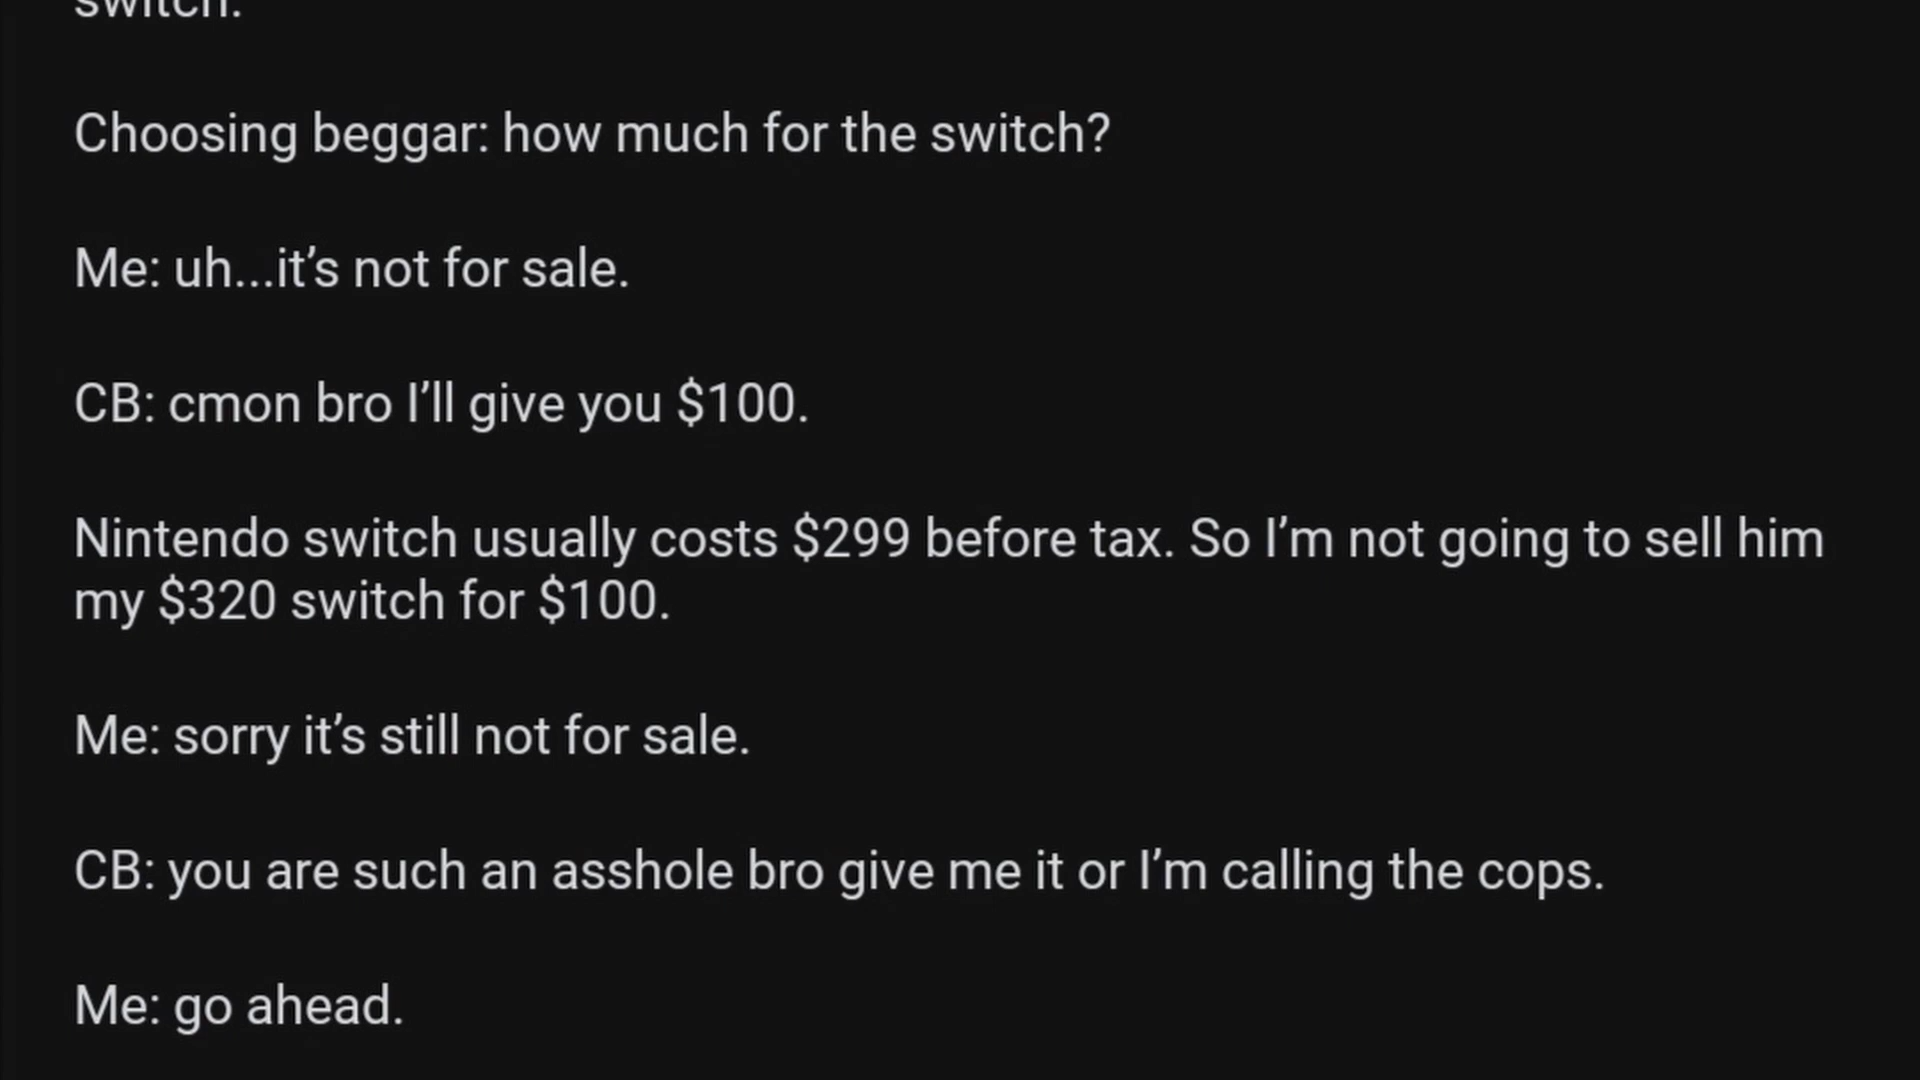 switch.
Choosing beggar: how much for the switch?
Me: uh...it’s not for sale.
CB: cmon bro I’ll give you $100.
Nintendo switch usually costs $299 before tax. So I’m not going to sell him
my $320 switch for $100.
Me: sorry it’s still not for sale.
CB: you are such an asshole bro give me it or I’m calling the cops.
Me: go ahead.